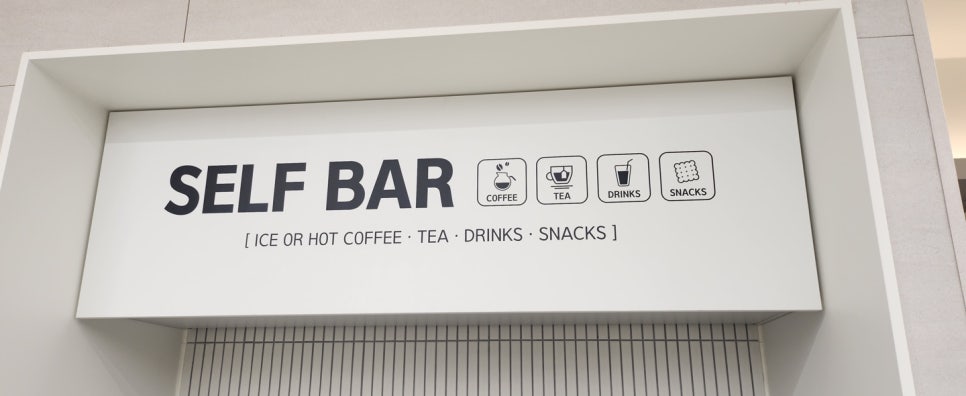 SELF BAR
COFFEE
TEA
DRINKS
SNACKS
[ ICE OR HOT COFFEE · TEA · DRINKS · SNACKS ]